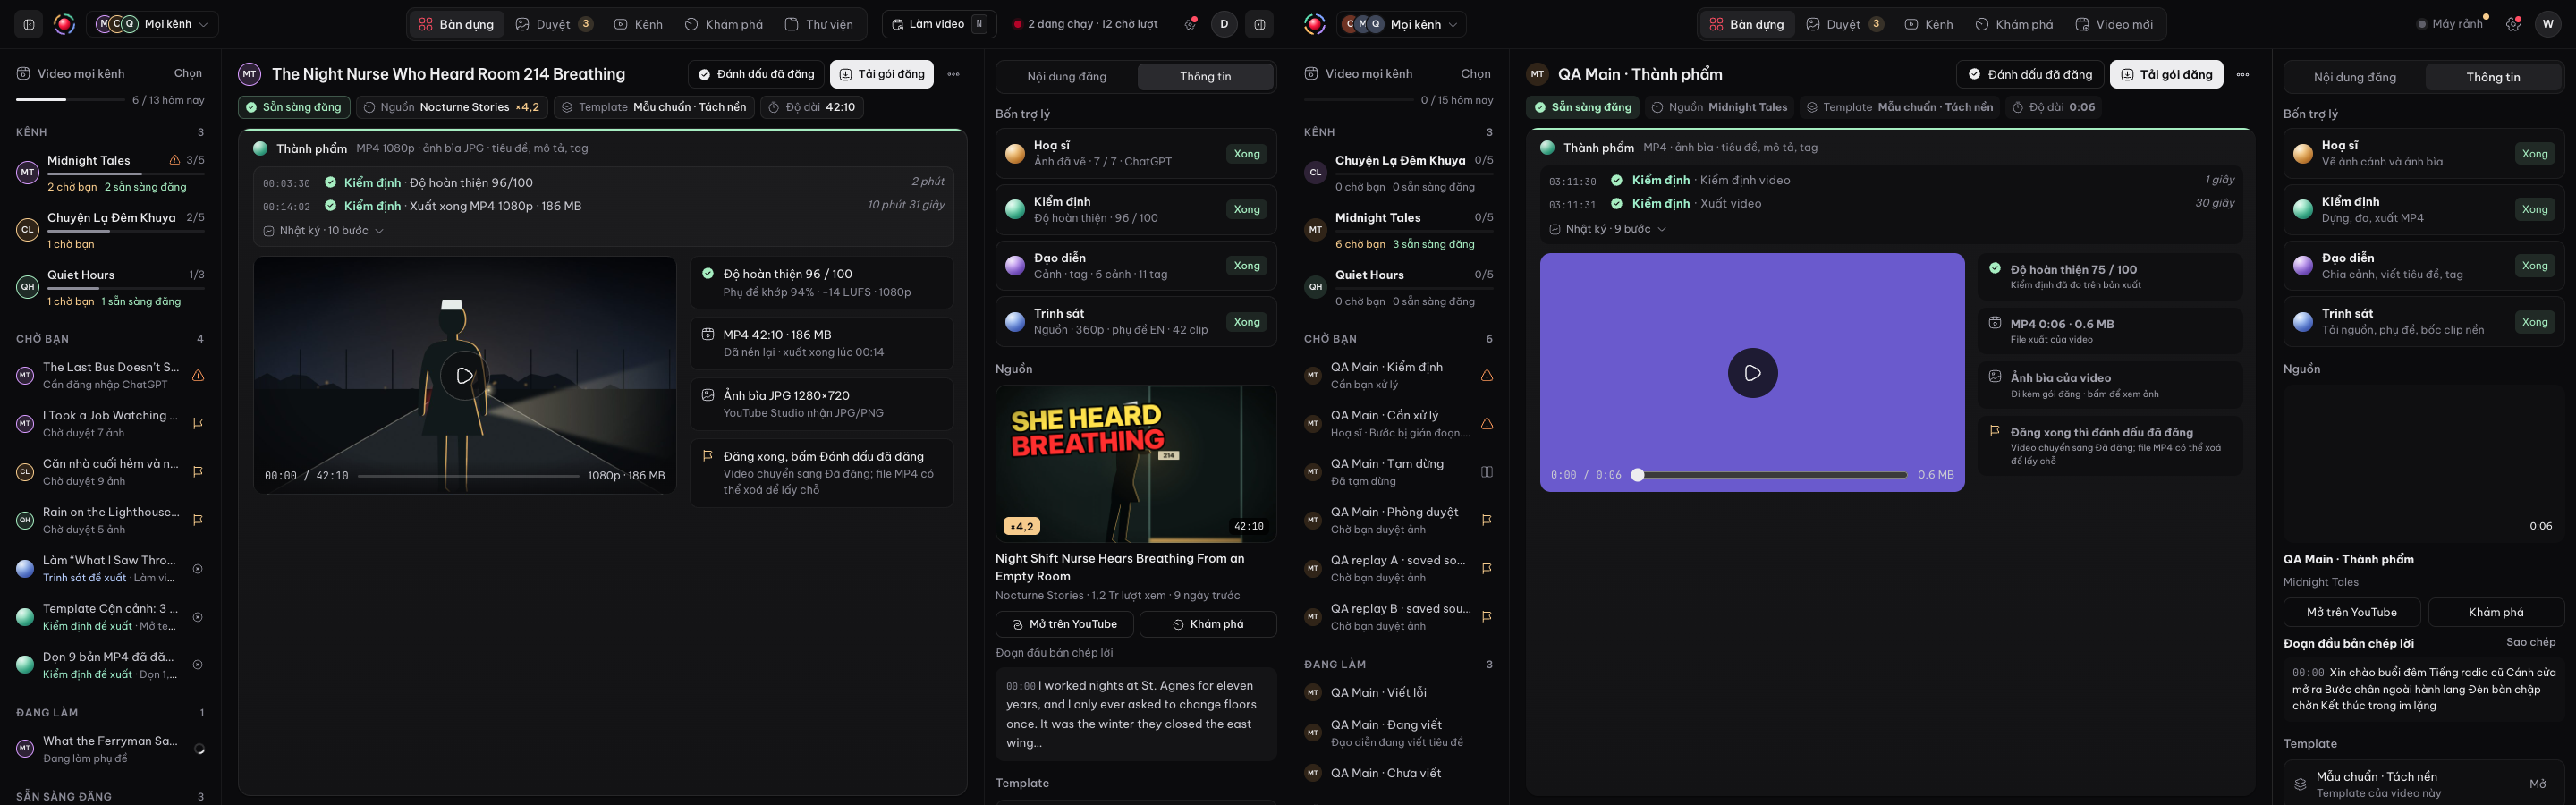 M C Q Mọi kênh
Bàn dựng
Duyệt 3
Kênh
Khám phá
Thư viện
Làm video N
2 đang chạy · 12 chờ lượt
D
Video mọi kênh
Chọn
6 / 13 hôm nay
KÊNH 3
MT Midnight Tales 3/5
2 chờ bạn 2 sẵn sàng đăng
CL Chuyện Lạ Đêm Khuya 2/5
1 chờ bạn
QH Quiet Hours 1/3
1 chờ bạn 1 sẵn sàng đăng
CHỜ BẠN 4
MT The Last Bus Doesn't S...
Cần đăng nhập ChatGPT
MT I Took a Job Watching ...
Chờ duyệt 7 ảnh
CL Căn nhà cuối hẻm và n...
Chờ duyệt 9 ảnh
QH Rain on the Lighthouse...
Chờ duyệt 5 ảnh
Làm “What I Saw Thro...
Trinh sát đề xuất · Làm vi...
Template Cận cảnh: 3 ...
Kiểm định đề xuất · Mở te...
Dọn 9 bản MP4 đã đă...
Kiểm định đề xuất · Dọn 1,...
ĐANG LÀM 1
MT What the Ferryman Sa...
Đang làm phụ đề
SẴN SÀNG ĐĂNG 3
MT The Night Nurse Who Heard Room 214 Breathing
Đánh dấu đã đăng
Tải gói đăng
Sẵn sàng đăng
Nguồn Nocturne Stories ×4,2
Template Mẫu chuẩn · Tách nền
Độ dài 42:10
Thành phẩm MP4 1080p · ảnh bìa JPG · tiêu đề, mô tả, tag
00:03:30 Kiểm định · Độ hoàn thiện 96/100 2 phút
00:14:02 Kiểm định · Xuất xong MP4 1080p · 186 MB 10 phút 31 giây
Nhật ký · 10 bước
00:00 / 42:10 1080p · 186 MB
Độ hoàn thiện 96 / 100
Phụ đề khớp 94% · -14 LUFS · 1080p
MP4 42:10 · 186 MB
Đã nén lại · xuất xong lúc 00:14
Ảnh bìa JPG 1280×720
YouTube Studio nhận JPG/PNG
Đăng xong, bấm Đánh dấu đã đăng
Video chuyển sang Đã đăng; file MP4 có
thể xoá để lấy chỗ
Nội dung đăng
Thông tin
Bốn trợ lý
Hoạ sĩ Xong
Ảnh đã vẽ · 7 / 7 · ChatGPT
Kiểm định Xong
Độ hoàn thiện · 96 / 100
Đạo diễn Xong
Cảnh · tag · 6 cảnh · 11 tag
Trinh sát Xong
Nguồn · 360p · phụ đề EN · 42 clip
Nguồn
SHE HEARD
BREATHING
214
×4,2
42:10
Night Shift Nurse Hears Breathing From an
Empty Room
Nocturne Stories · 1,2 Tr lượt xem · 9 ngày trước
Mở trên YouTube
Khám phá
Đoạn đầu bản chép lời
00:00 I worked nights at St. Agnes for eleven
years, and I only ever asked to change floors
once. It was the winter they closed the east
wing...
Template
C M Q Mọi kênh
Bàn dựng
Duyệt 3
Kênh
Khám phá
Video mới
Máy rảnh
W
Video mọi kênh
Chọn
0 / 15 hôm nay
KÊNH 3
CL Chuyện Lạ Đêm Khuya 0/5
0 chờ bạn 0 sẵn sàng đăng
MT Midnight Tales 0/5
6 chờ bạn 3 sẵn sàng đăng
QH Quiet Hours 0/5
0 chờ bạn 0 sẵn sàng đăng
CHỜ BẠN 6
MT QA Main · Kiểm định
Cần bạn xử lý
MT QA Main · Cần xử lý
Hoạ sĩ · Bước bị gián đoạn....
MT QA Main · Tạm dừng
Đã tạm dừng
MT QA Main · Phòng duyệt
Chờ bạn duyệt ảnh
MT QA replay A · saved so...
Chờ bạn duyệt ảnh
MT QA replay B · saved sou...
Chờ bạn duyệt ảnh
ĐANG LÀM 3
MT QA Main · Viết lỗi
MT QA Main · Đang viết
Đạo diễn đang viết tiêu đề
MT QA Main · Chưa viết
MT QA Main · Thành phẩm
Đánh dấu đã đăng
Tải gói đăng
Sẵn sàng đăng
Nguồn Midnight Tales
Template Mẫu chuẩn · Tách nền
Độ dài 0:06
Thành phẩm MP4 · ảnh bìa · tiêu đề, mô tả, tag
03:11:30 Kiểm định · Kiểm định video 1 giây
03:11:31 Kiểm định · Xuất video 30 giây
Nhật ký · 9 bước
0:00 / 0:06 0.6 MB
Độ hoàn thiện 75 / 100
Kiểm định đã đo trên bản xuất
MP4 0:06 · 0.6 MB
File xuất của video
Ảnh bìa của video
Đi kèm gói đăng · bấm để xem ảnh
Đăng xong thì đánh dấu đã đăng
Video chuyển sang Đã đăng; file MP4 có thể xoá
để lấy chỗ
Nội dung đăng
Thông tin
Bốn trợ lý
Hoạ sĩ Xong
Vẽ ảnh cảnh và ảnh bìa
Kiểm định Xong
Dựng, đo, xuất MP4
Đạo diễn Xong
Chia cảnh, viết tiêu đề, tag
Trinh sát Xong
Tải nguồn, phụ đề, bốc clip nền
Nguồn
0:06
QA Main · Thành phẩm
Midnight Tales
Mở trên YouTube
Khám phá
Đoạn đầu bản chép lời Sao chép
00:00 Xin chào buổi đêm Tiếng radio cũ Cánh cửa
mở ra Bước chân ngoài hành lang Đèn bàn chập
chờn Kết thúc trong im lặng
Template
Mẫu chuẩn · Tách nền Mở
Template của video này